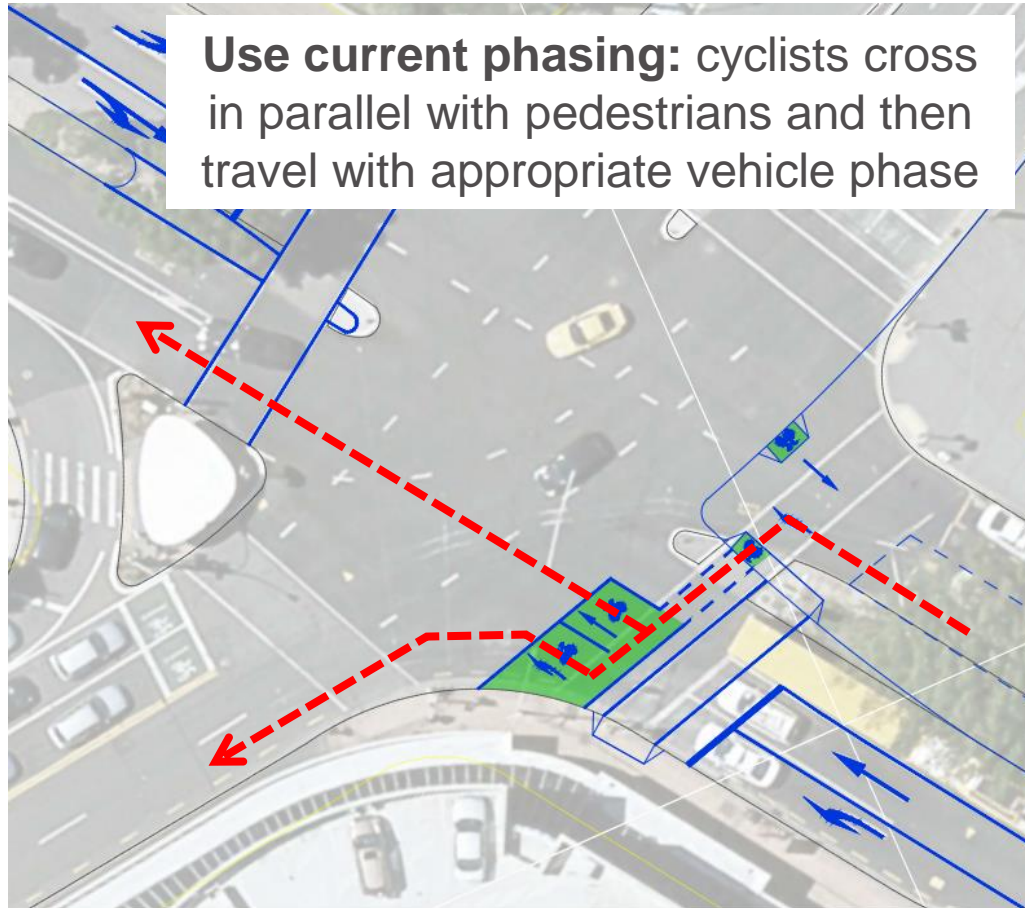 Use current phasing: cyclists cross
in parallel with pedestrians and then
travel with appropriate vehicle phase